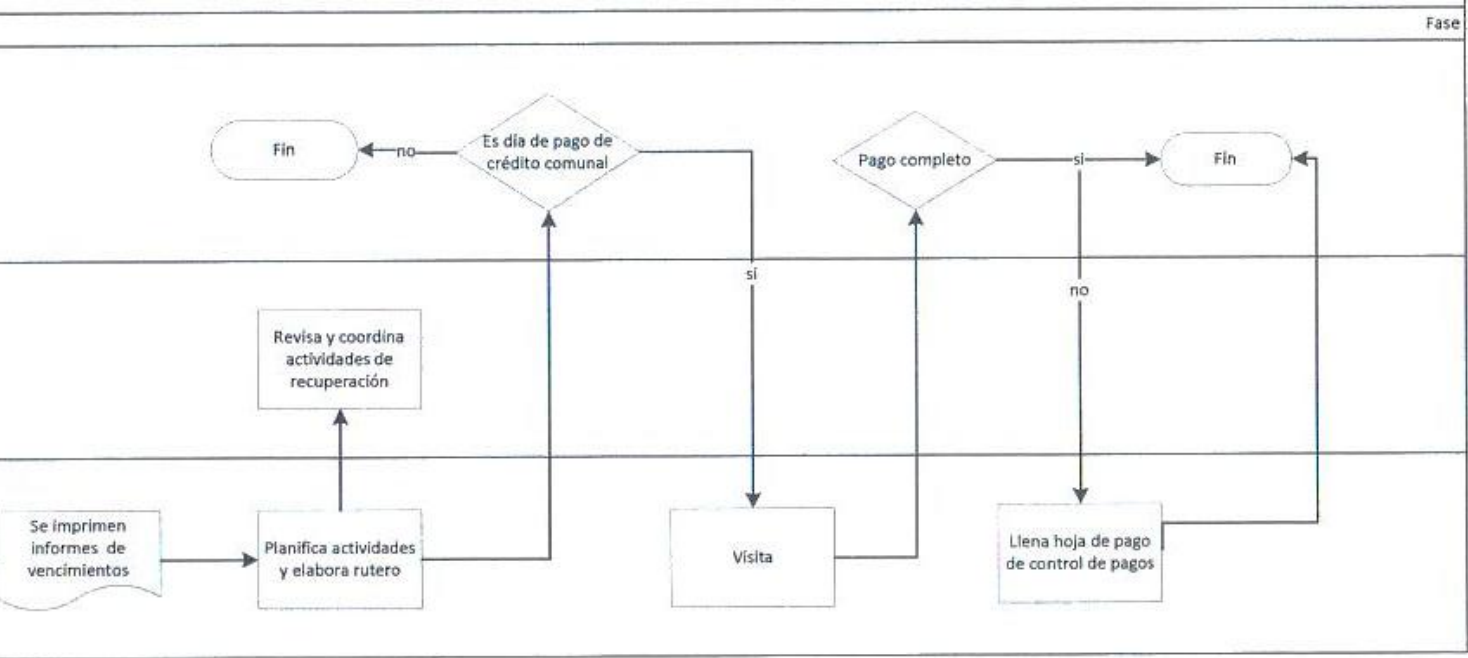 Fase
Fin
no
Es día de pago de
crédito comunal
Pago completo
si
Fin
sí
no
Revisa y coordina
actividades de
recuperación
Se imprimen
informes de
vencimientos
Planifica actividades
y elabora rutero
Visita
Llena hoja de pago
de control de pagos